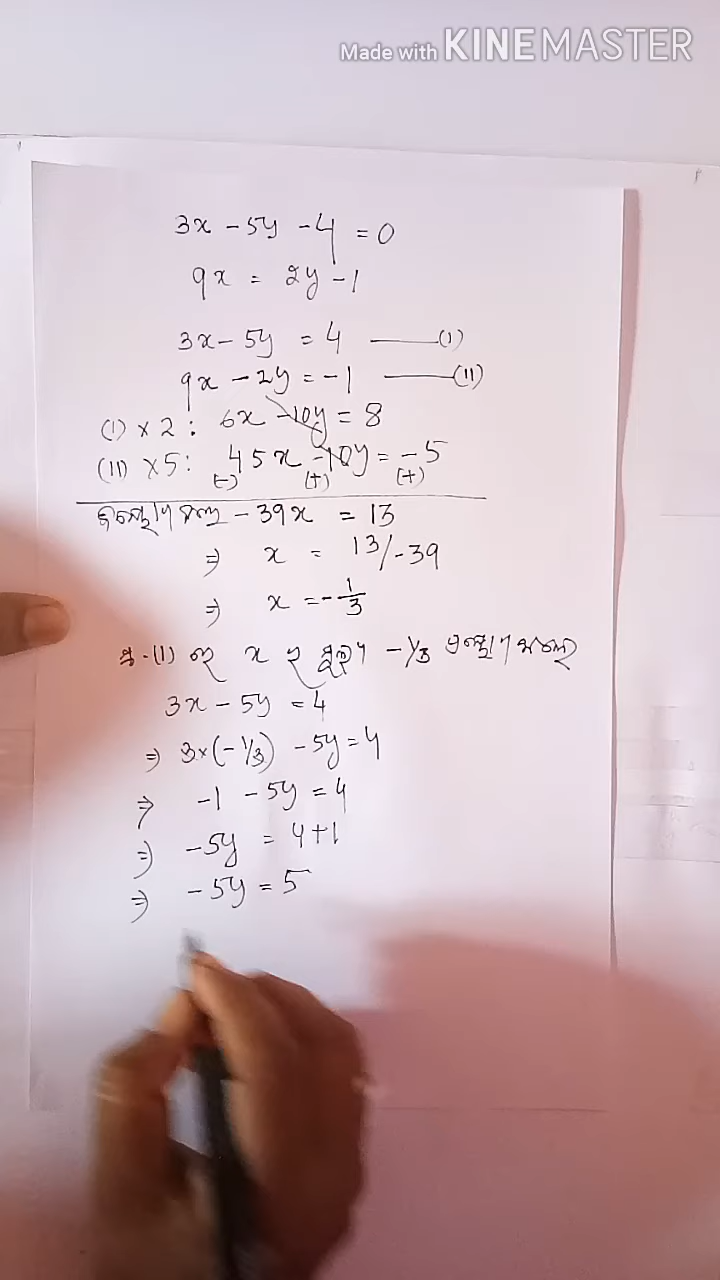 Made with KINEMASTER
3x - 5y - 4 = 0
9x = 2y - 1
3x - 5y = 4 ——(I)
9x - 2y = -1 ——(II)
(I) × 2 : 6x - 10y = 8
(II) × 5 : 45x - 10y = -5
(-) (+) (+)
- 39x = 13
⇒ x = 13/-39
⇒ x = -1/3
(I) ରେ x ର ମୂଲ୍ୟ -1/3
3x - 5y = 4
⇒ 3×(-1/3) - 5y = 4
⇒ -1 - 5y = 4
⇒ -5y = 4+1
⇒ -5y = 5